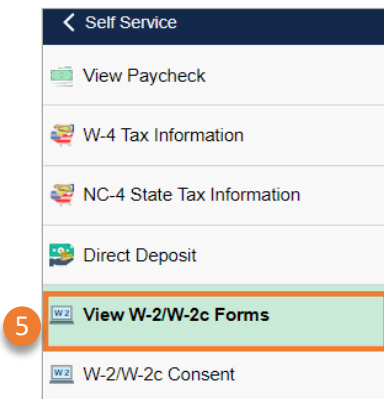 Self Service
View Paycheck
W-4 Tax Information
NC-4 State Tax Information
Direct Deposit
5
W2 View W-2/W-2c Forms
W2 W-2/W-2c Consent